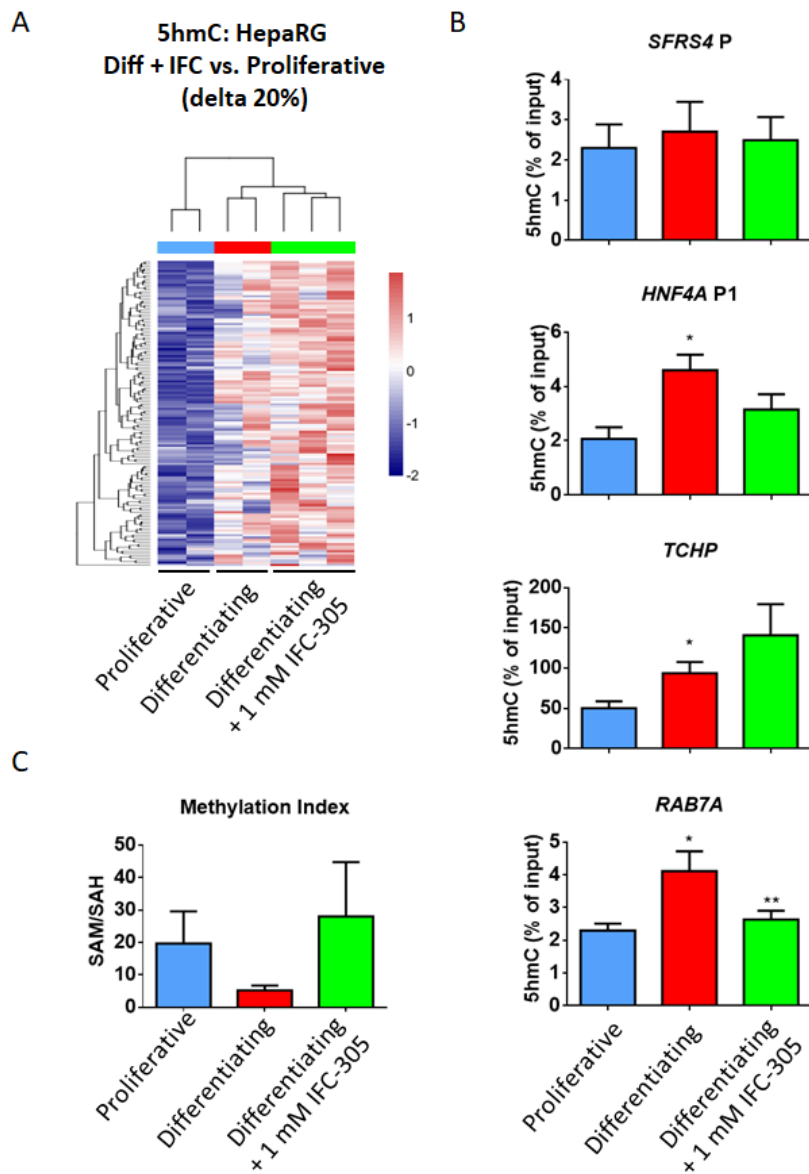 A
5hmC: HepaRG
Diff + IFC vs. Proliferative
(delta 20%)
1
0
-1
-2
Proliferative
Differentiating
Differentiating
+ 1 mM IFC-305
B
SFRS4 P
5hmC (% of input)
4
3
2
1
0
HNF4A P1
5hmC (% of input)
6
4
2
0
*
TCHP
5hmC (% of input)
200
150
100
50
0
*
RAB7A
5hmC (% of input)
5
4
3
2
1
0
*
**
Proliferative
Differentiating
Differentiating
+ 1 mM IFC-305
C
Methylation Index
SAM/SAH
50
40
30
20
10
0
Proliferative
Differentiating
Differentiating
+ 1 mM IFC-305